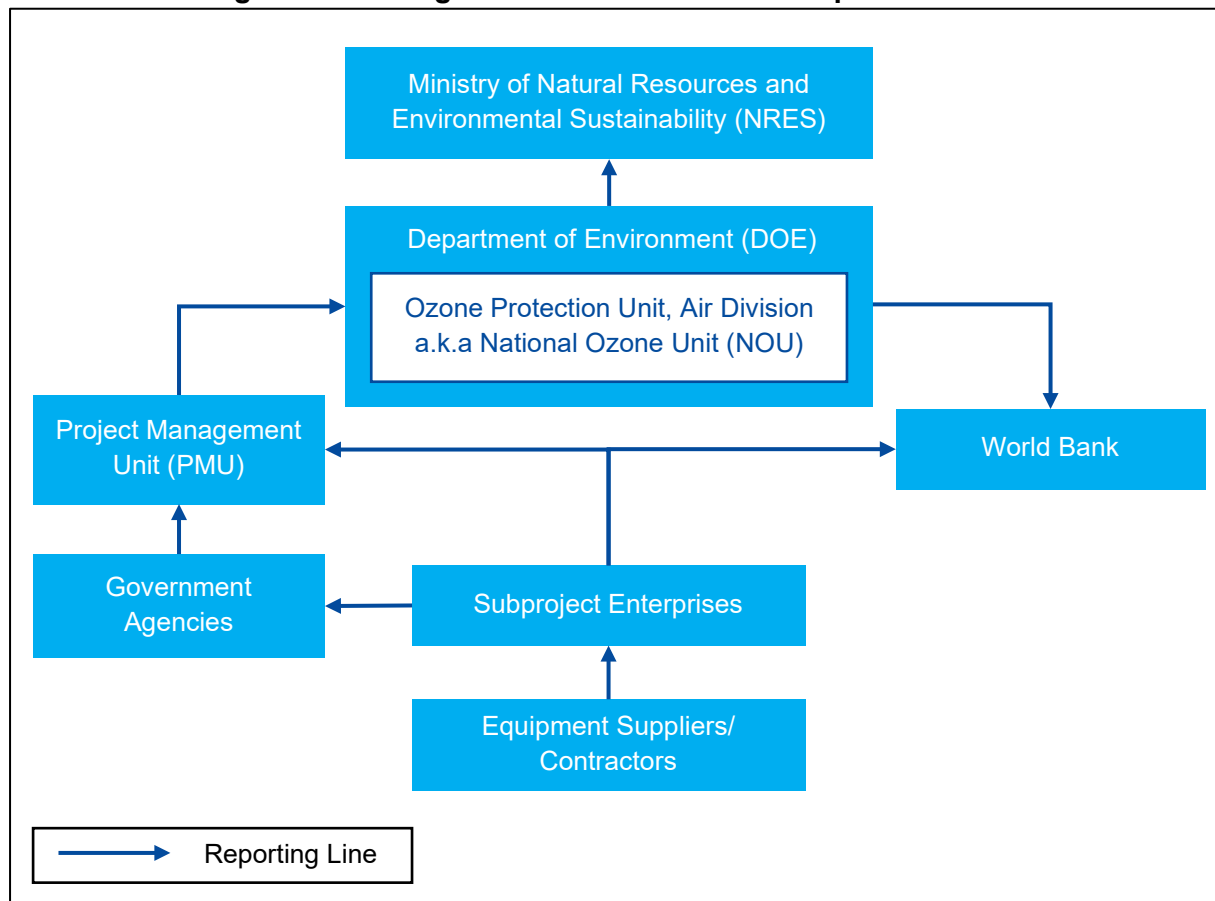 Ministry of Natural Resources and
Environmental Sustainability (NRES)
Department of Environment (DOE)
Ozone Protection Unit, Air Division
a.k.a National Ozone Unit (NOU)
Project Management
Unit (PMU)
World Bank
Government
Agencies
Subproject Enterprises
Equipment Suppliers/
Contractors
Reporting Line